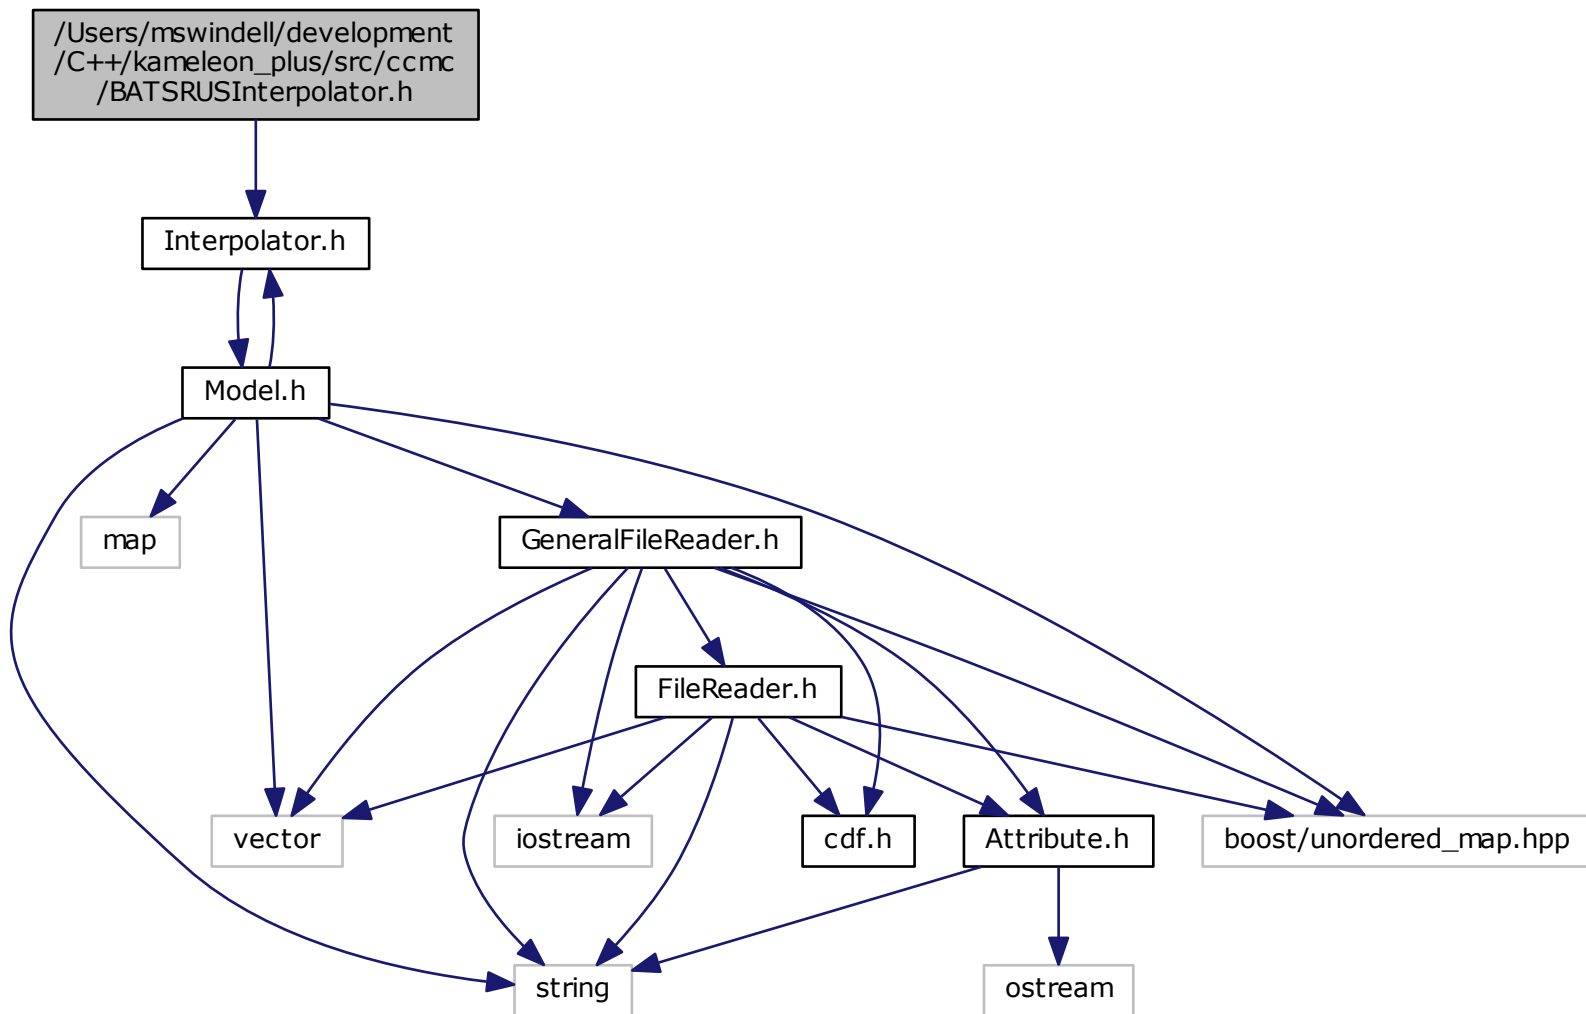 /Users/mswindell/development
/C++/kameleon_plus/src/ccmc
/BATSRUSInterpolator.h
Interpolator.h
Model.h
map
GeneralFileReader.h
FileReader.h
vector
iostream
cdf.h
Attribute.h
boost/unordered_map.hpp
string
ostream